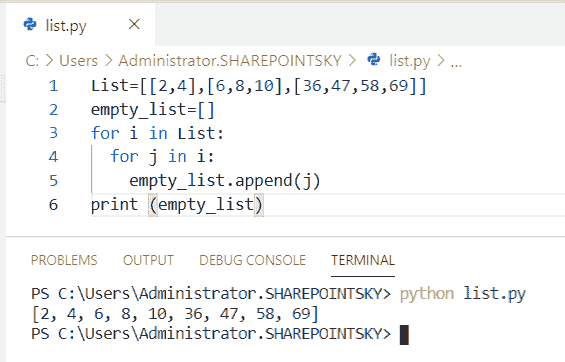 list.py
C: > Users > Administrator.SHAREPOINTSKY > list.py > ...
1 List=[[2,4],[6,8,10],[36,47,58,69]]
2 empty_list=[]
3 for i in List:
4   for j in i:
5     empty_list.append(j)
6 print (empty_list)
PROBLEMS OUTPUT DEBUG CONSOLE TERMINAL
PS C:\Users\Administrator.SHAREPOINTSKY> python list.py
[2, 4, 6, 8, 10, 36, 47, 58, 69]
PS C:\Users\Administrator.SHAREPOINTSKY>